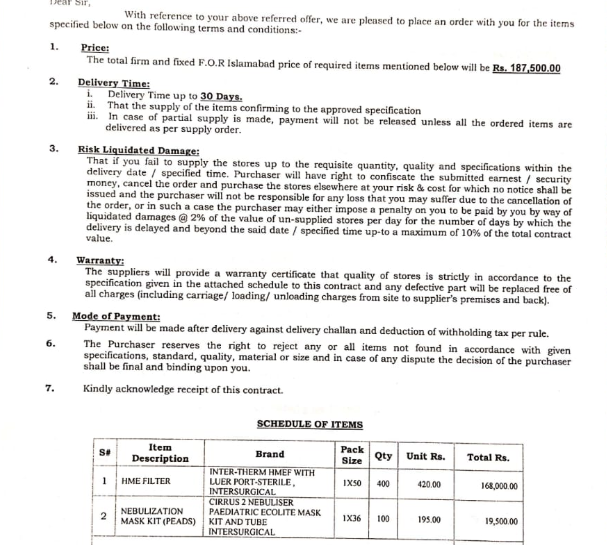 Dear Sir,
With reference to your above referred offer, we are pleased to place an order with you for the items
specified below on the following terms and conditions:-
1. Price:
The total firm and fixed F.O.R Islamabad price of required items mentioned below will be Rs. 187,500.00
2. Delivery Time:
i. Delivery Time up to 30 Days.
ii. That the supply of the items confirming to the approved specification
iii. In case of partial supply is made, payment will not be released unless all the ordered items are
delivered as per supply order.
3. Risk Liquidated Damage:
That if you fail to supply the stores up to the requisite quantity, quality and specifications within the
delivery date / specified time. Purchaser will have right to confiscate the submitted earnest / security
money, cancel the order and purchase the stores elsewhere at your risk & cost for which no notice shall be
issued and the purchaser will not be responsible for any loss that you may suffer due to the cancellation of
the order, or in such a case the purchaser may either impose a penalty on you to be paid by you by way of
liquidated damages @ 2% of the value of un-supplied stores per day for the number of days by which the
delivery is delayed and beyond the said date / specified time up-to a maximum of 10% of the total contract
value.
4. Warranty:
The suppliers will provide a warranty certificate that quality of stores is strictly in accordance to the
specification given in the attached schedule to this contract and any defective part will be replaced free of
all charges (including carriage/ loading/ unloading charges from site to supplier's premises and back).
5. Mode of Payment:
Payment will be made after delivery against delivery challan and deduction of withholding tax per rule.
6. The Purchaser reserves the right to reject any or all items not found in accordance with given
specifications, standard, quality, material or size and in case of any dispute the decision of the purchaser
shall be final and binding upon you.
7. Kindly acknowledge receipt of this contract.
SCHEDULE OF ITEMS
S# Item Description Brand Pack Size Qty Unit Rs. Total Rs.
1 HME FILTER INTER-THERM HMEF WITH LUER PORT-STERILE, INTERSURGICAL 1X50 400 420.00 168,000.00
2 NEBULIZATION MASK KIT (PEADS) CIRRUS 2 NEBULISER PAEDIATRIC ECOLITE MASK KIT AND TUBE INTERSURGICAL 1X36 100 195.00 19,500.00